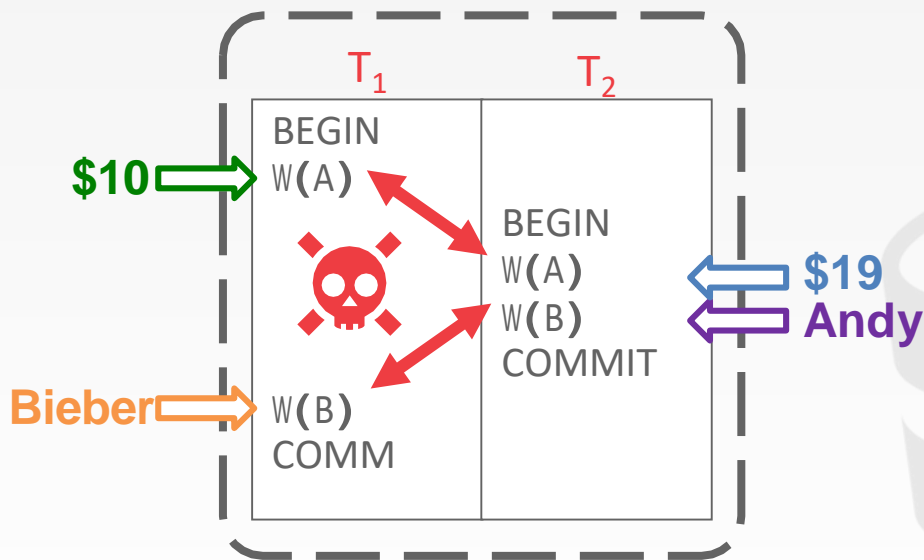 T₁ T₂
BEGIN
$10 W(A)
BEGIN
W(A) $19
W(B) Andy
COMMIT
Bieber W(B)
COMM